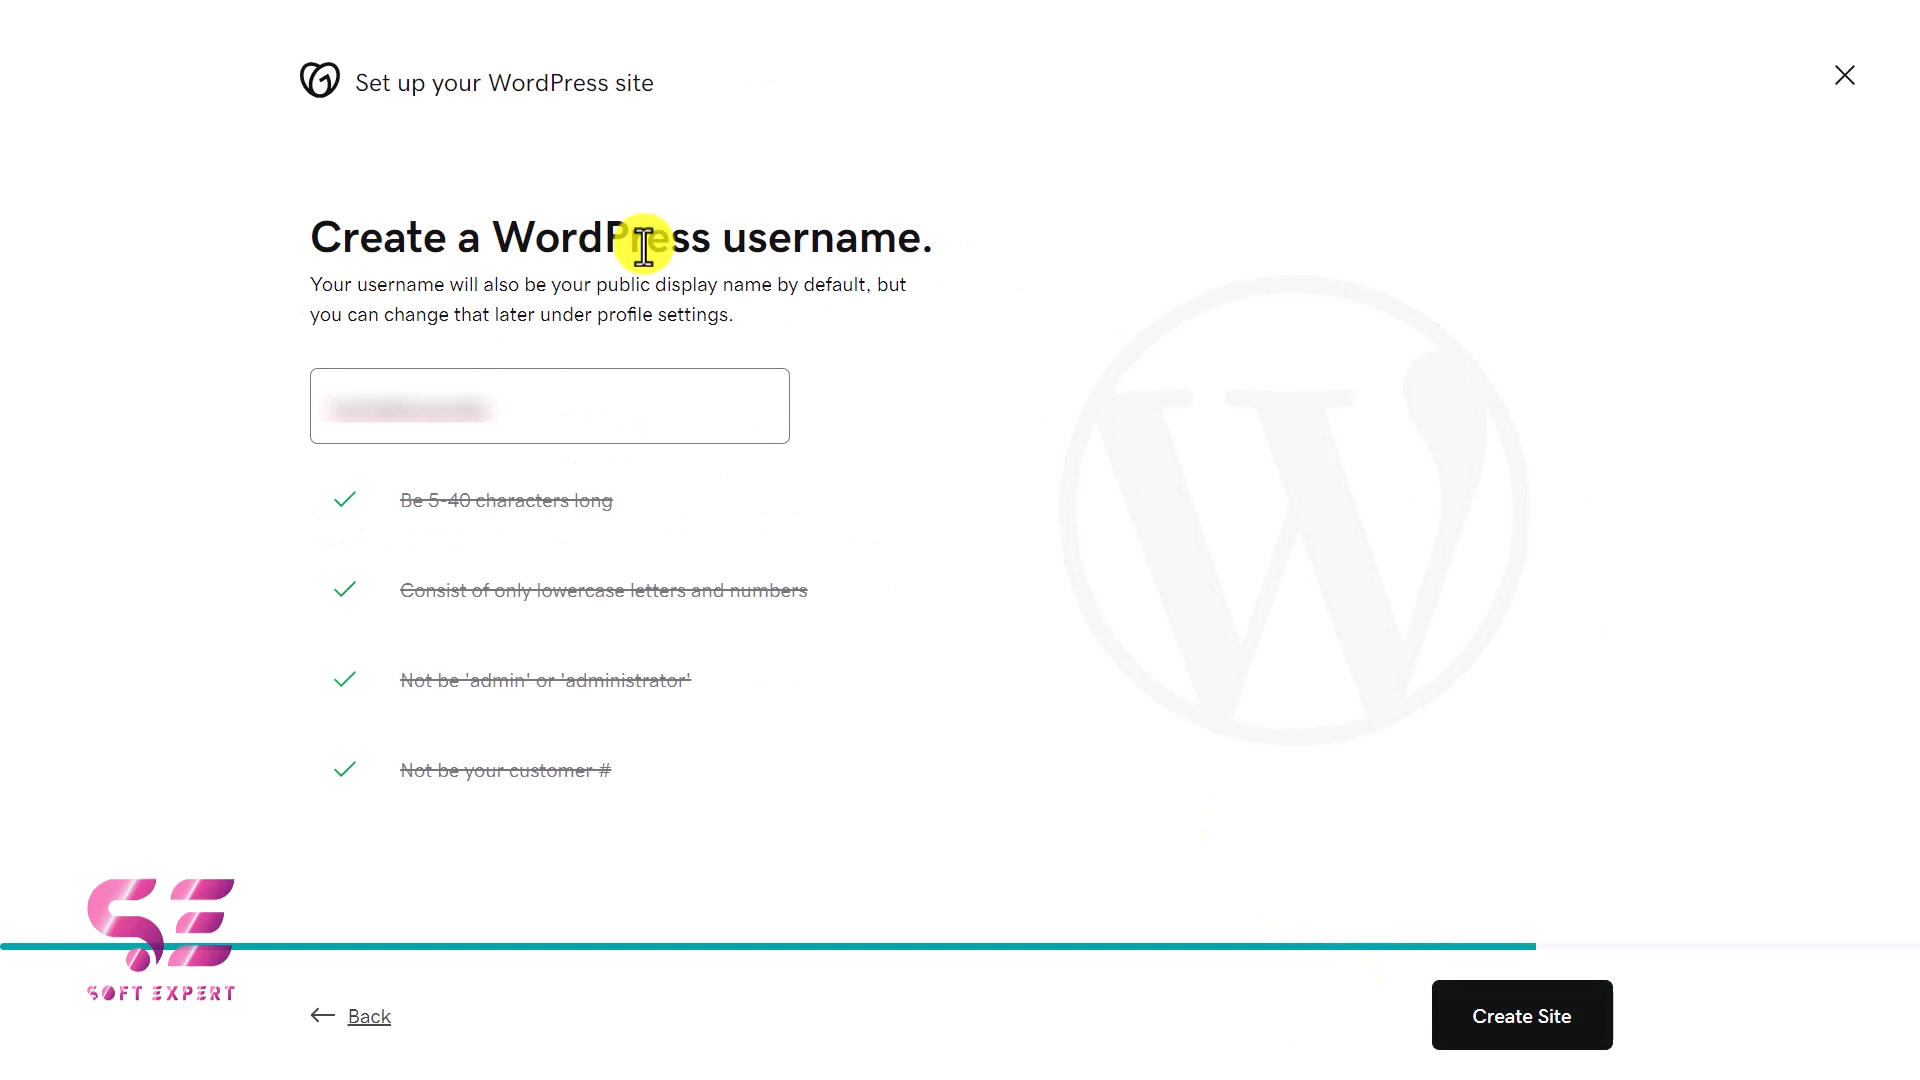 Set up your WordPress site
Create a WordPress username.
Your username will also be your public display name by default, but
you can change that later under profile settings.
Be 5-40 characters long
Consist of only lowercase letters and numbers
Not be 'admin' or 'administrator'
Not be your customer #
SE
SOFT EXPERT
Back
Create Site